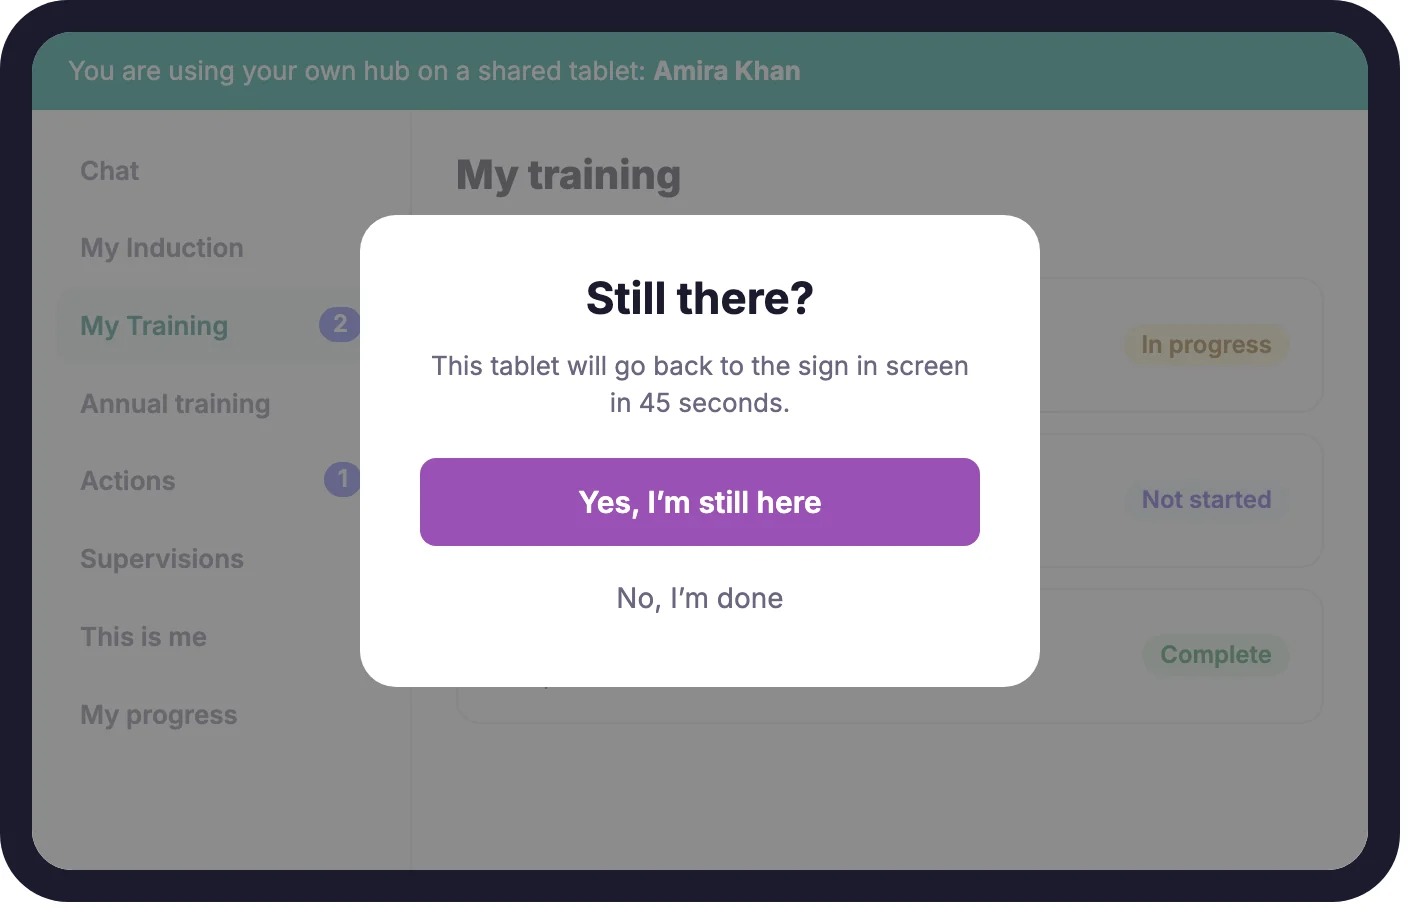 You are using your own hub on a shared tablet: Amira Khan
Chat
My Induction
My Training 2
Annual training
Actions 1
Supervisions
This is me
My progress
My training
In progress
Not started
Complete
Still there?
This tablet will go back to the sign in screen
in 45 seconds.
Yes, I’m still here
No, I’m done